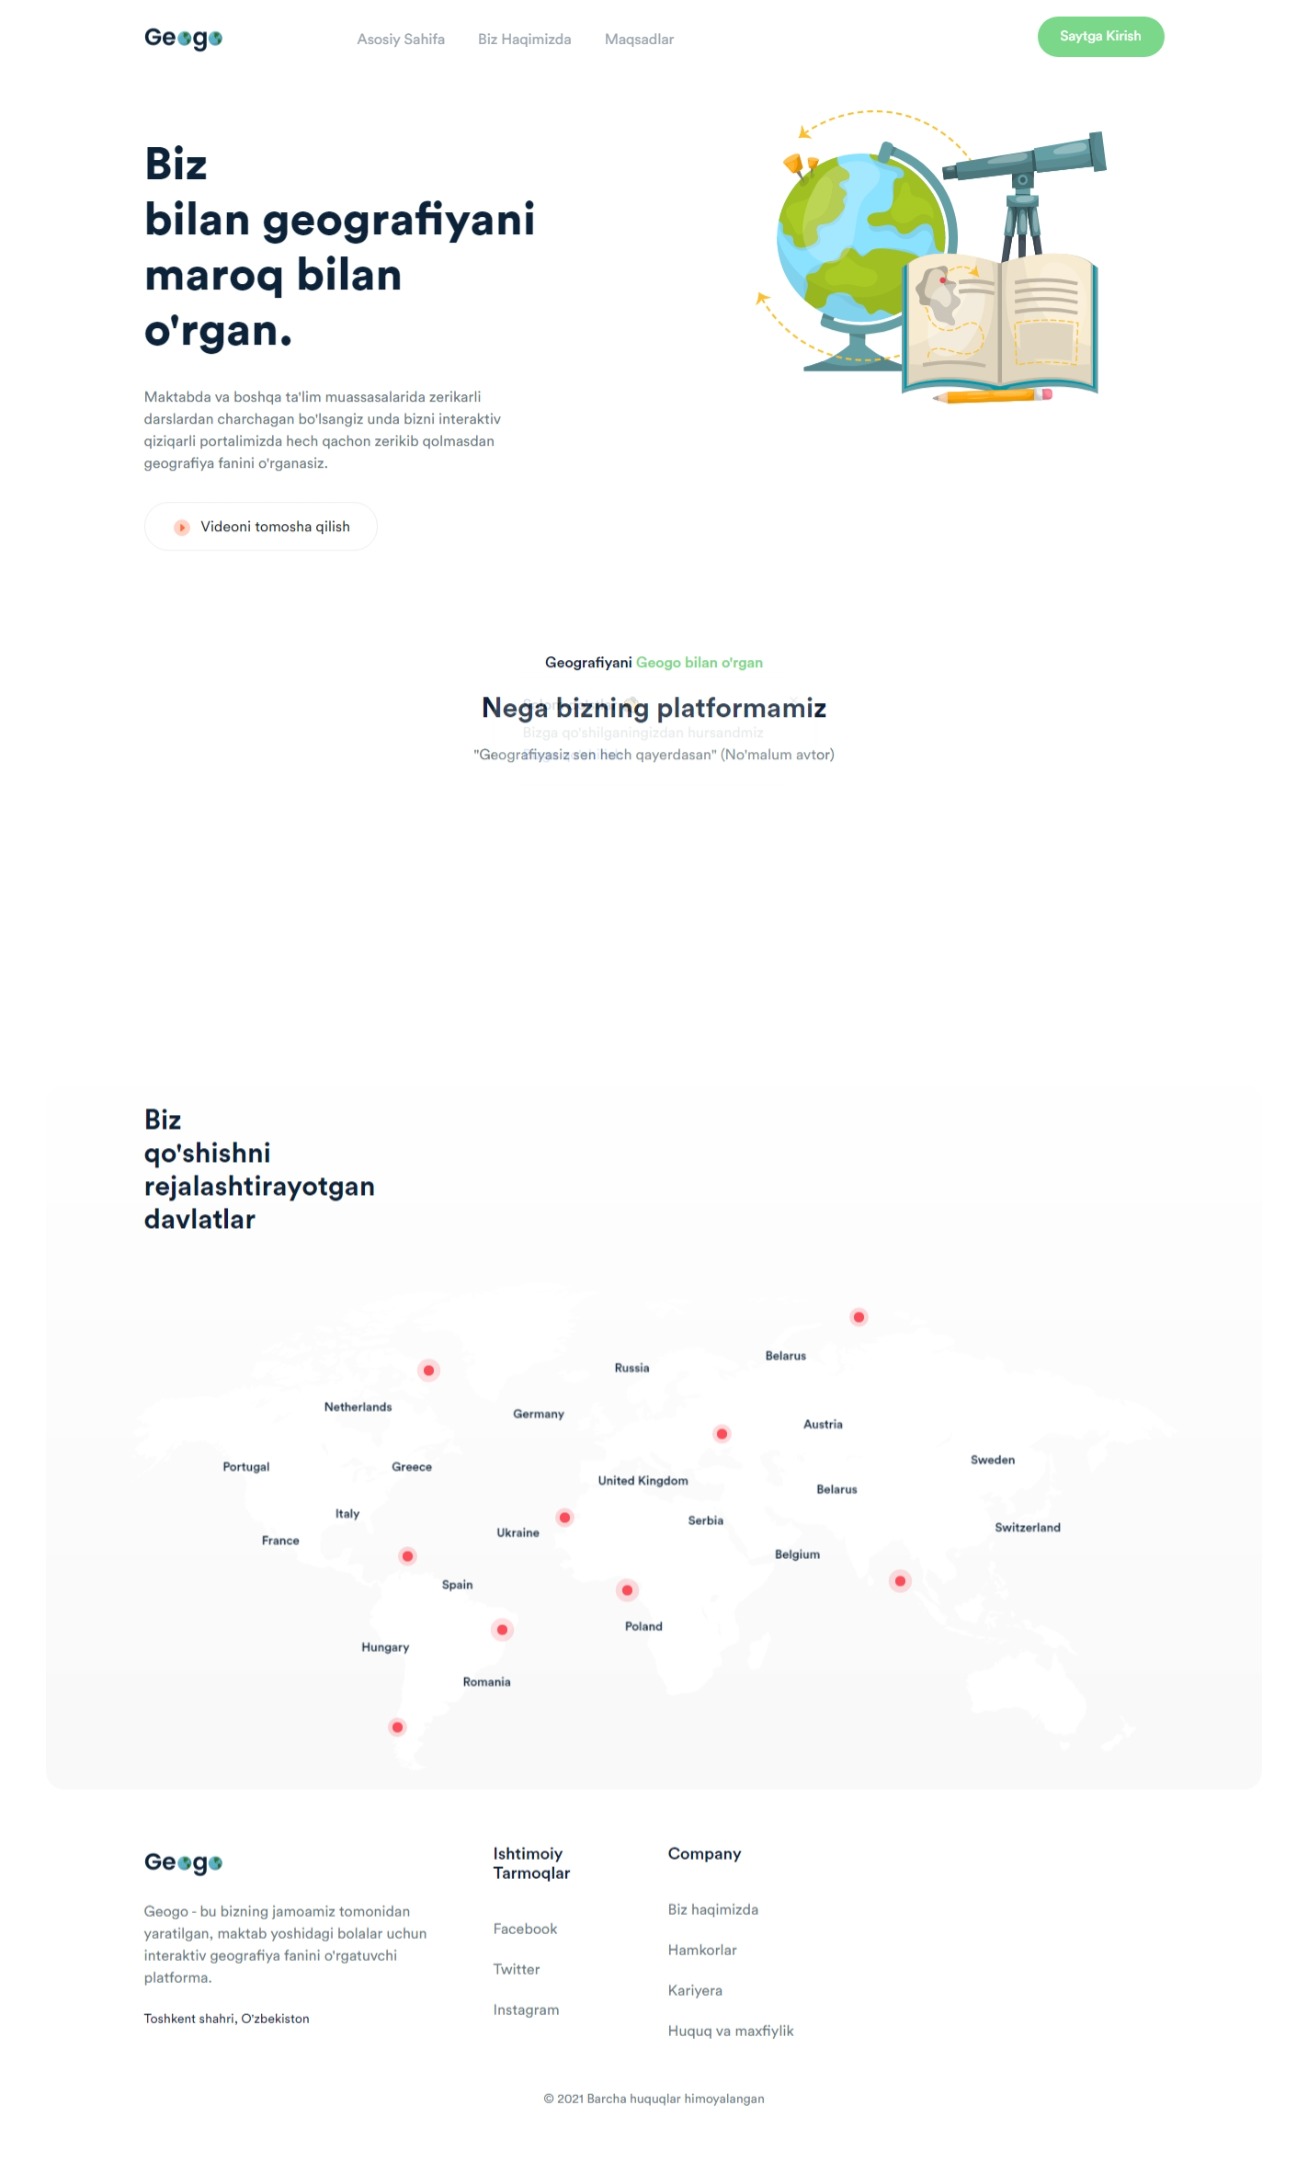 Geogo
Asosiy Sahifa
Biz Haqimizda
Maqsadlar
Saytga Kirish
Biz
bilan geografiyani
maroq bilan
o'rgan.
Maktabda va boshqa ta'lim muassasalarida zerikarli
darslardan charchagan bo'lsangiz unda bizni interaktiv
qiziqarli portalimizda hech qachon zerikib qolmasdan
geografiya fanini o'rganasiz.
Videoni tomosha qilish
Geografiyani Geogo bilan o'rgan
Nega bizning platformamiz
Bizga qo'shilganingizdan hursandmiz
"Geografiyasiz sen hech qayerdasan" (No'malum avtor)
Biz
qo'shishni
rejalashtirayotgan
davlatlar
Belarus
Russia
Netherlands
Germany
Austria
Sweden
Portugal
Greece
United Kingdom
Belarus
Italy
Serbia
Switzerland
Ukraine
France
Belgium
Spain
Poland
Hungary
Romania
Geogo
Geogo - bu bizning jamoamiz tomonidan
yaratilgan, maktab yoshidagi bolalar uchun
interaktiv geografiya fanini o'rgatuvchi
platforma.
Toshkent shahri, O'zbekiston
Ishtimoiy
Tarmoqlar
Facebook
Twitter
Instagram
Company
Biz haqimizda
Hamkorlar
Kariyera
Huquq va maxfiylik
© 2021 Barcha huquqlar himoyalangan